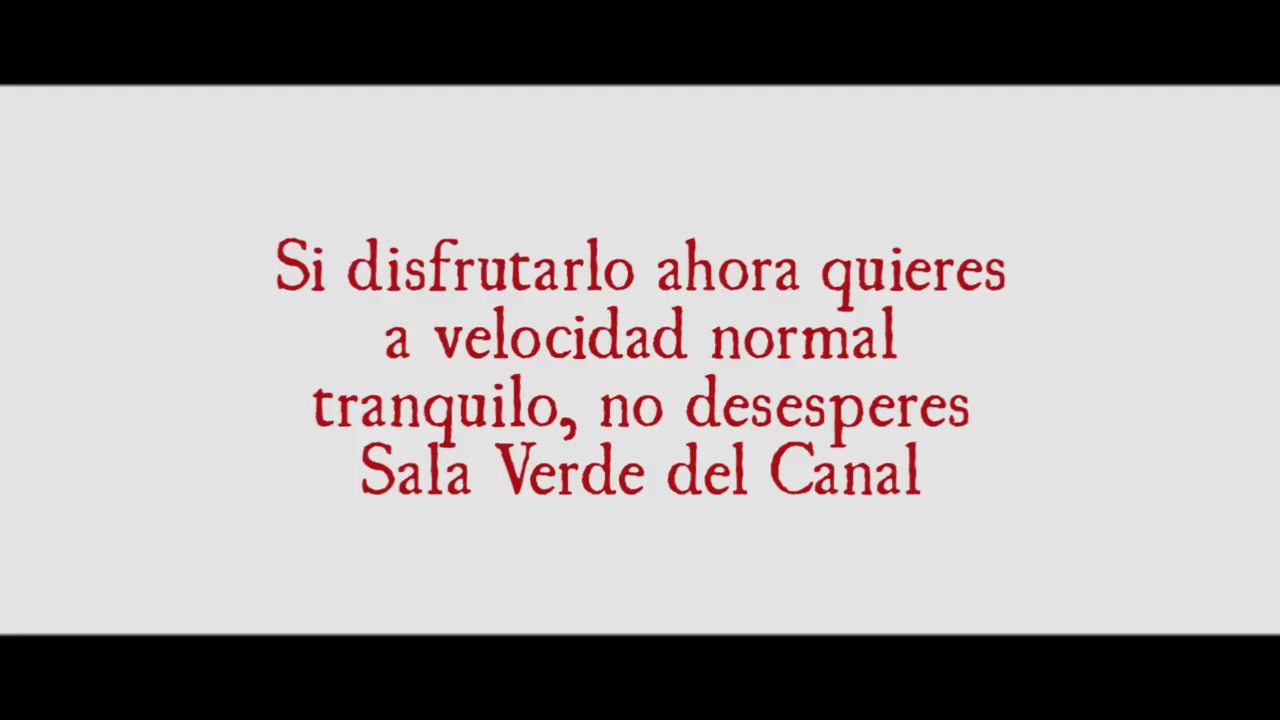 Si disfrutarlo ahora quieres
a velocidad normal
tranquilo, no desesperes
Sala Verde del Canal